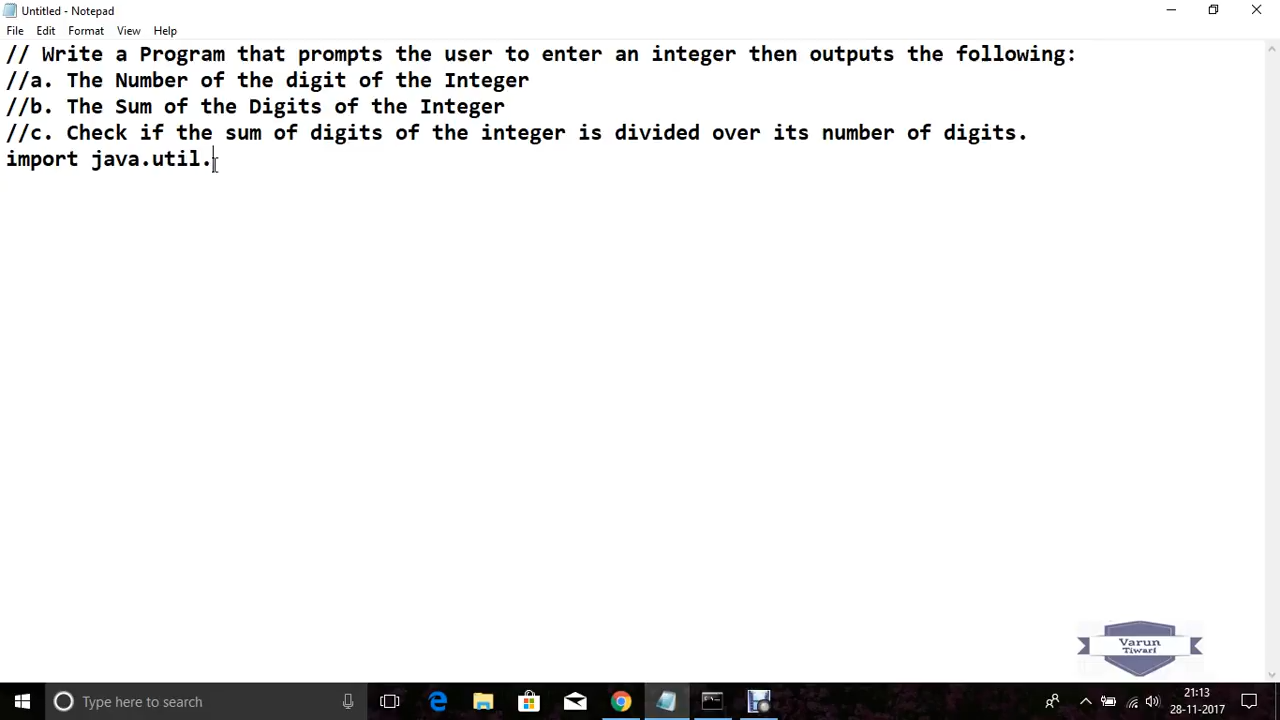 Untitled - Notepad
File Edit Format View Help
// Write a Program that prompts the user to enter an integer then outputs the following:
//a. The Number of the digit of the Integer
//b. The Sum of the Digits of the Integer
//c. Check if the sum of digits of the integer is divided over its number of digits.
import java.util.
Varun
Tiwari
Type here to search
21:13
28-11-2017